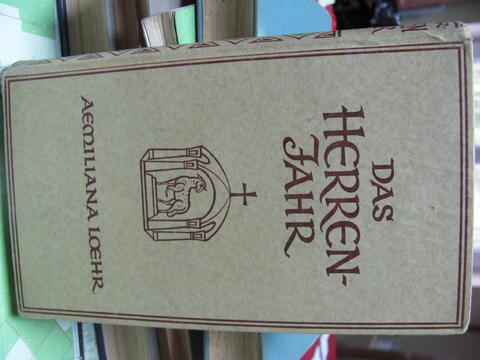 DAS
HERREN-
JAHR
AEMILIANA LOEHR